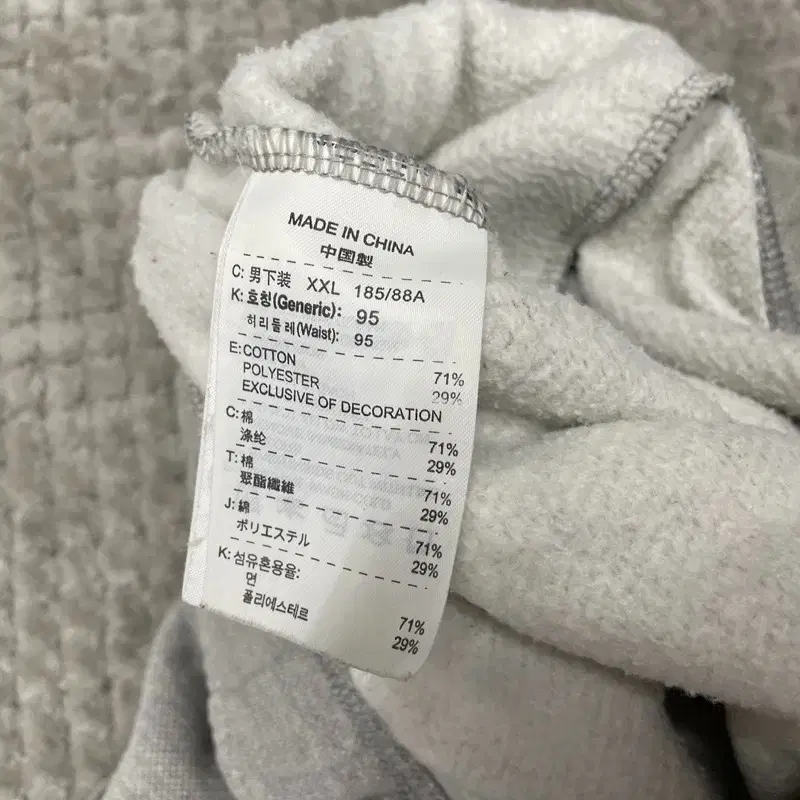 MADE IN CHINA
中国製
C: 男下装 XXL 185/88A
K: 호칭(Generic): 95
허리둘레(Waist): 95
E: COTTON 71%
POLYESTER 29%
EXCLUSIVE OF DECORATION
C: 棉 71%
涤纶 29%
T: 棉 71%
聚酯纖維 29%
J: 綿 71%
ポリエステル 29%
K: 섬유혼용율:
면 71%
폴리에스테르 29%